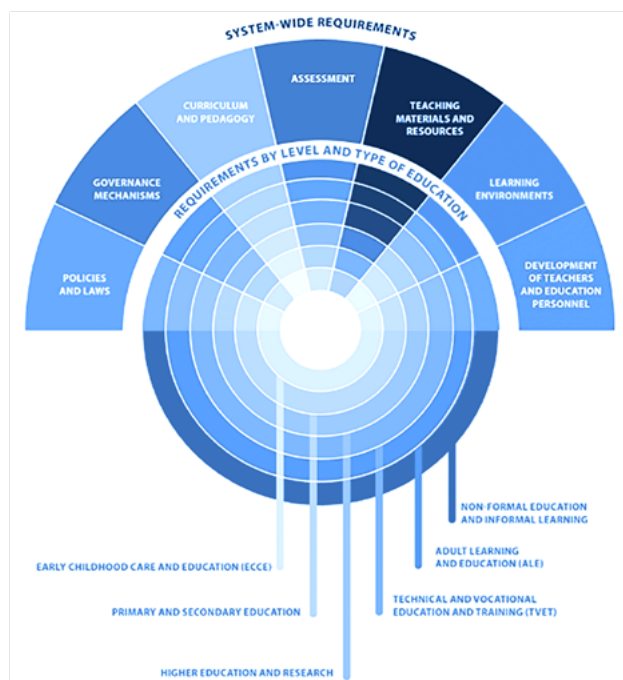 SYSTEM-WIDE REQUIREMENTS
ASSESSMENT
CURRICULUM
AND PEDAGOGY
TEACHING
MATERIALS AND
RESOURCES
GOVERNANCE
MECHANISMS
LEARNING
ENVIRONMENTS
POLICIES
AND LAWS
DEVELOPMENT
OF TEACHERS
AND EDUCATION
PERSONNEL
REQUIREMENTS BY LEVEL AND TYPE OF EDUCATION
NON-FORMAL EDUCATION
AND INFORMAL LEARNING
ADULT LEARNING
AND EDUCATION (ALE)
EARLY CHILDHOOD CARE AND EDUCATION (ECCE)
TECHNICAL AND VOCATIONAL
EDUCATION AND TRAINING (TVET)
PRIMARY AND SECONDARY EDUCATION
HIGHER EDUCATION AND RESEARCH